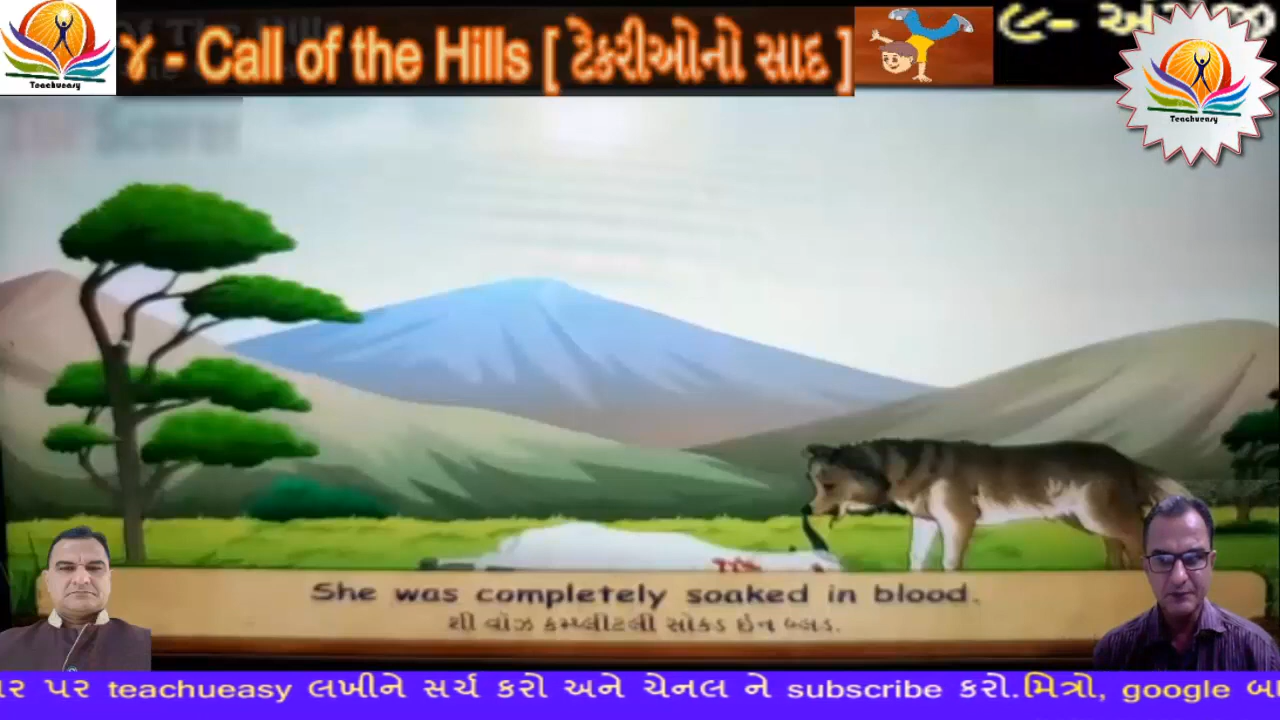 ૪ - Call of the Hills [ ટેકરીઓનો સાદ ]
૯-
Teachueasy
Teachueasy
She was completely soaked in blood.
શી વૉઝ કમ્પ્લીટલી સોકડ ઇન બ્લડ.
પર teachueasy લખીને સર્ચ કરો અને ચેનલ ને subscribe કરો.મિત્રો, google